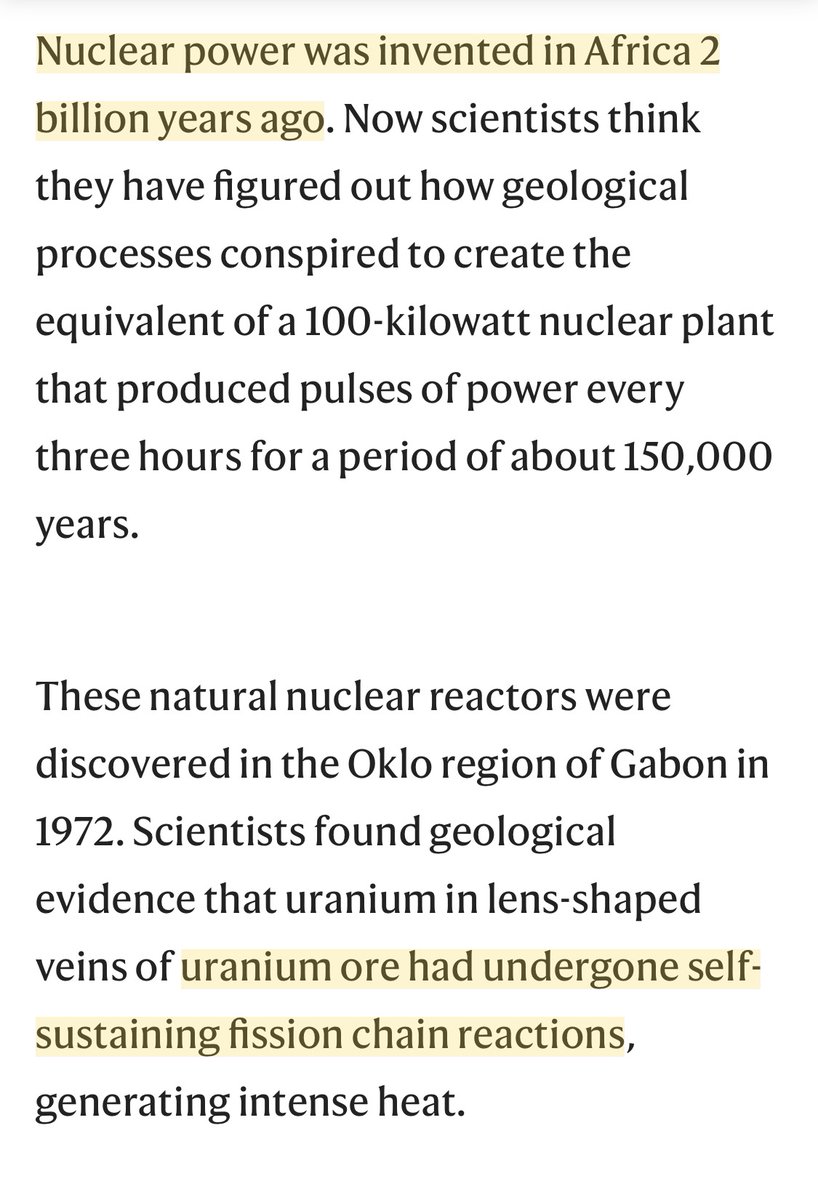 Nuclear power was invented in Africa 2
billion years ago. Now scientists think
they have figured out how geological
processes conspired to create the
equivalent of a 100-kilowatt nuclear plant
that produced pulses of power every
three hours for a period of about 150,000
years.
These natural nuclear reactors were
discovered in the Oklo region of Gabon in
1972. Scientists found geological
evidence that uranium in lens-shaped
veins of uranium ore had undergone self-
sustaining fission chain reactions,
generating intense heat.